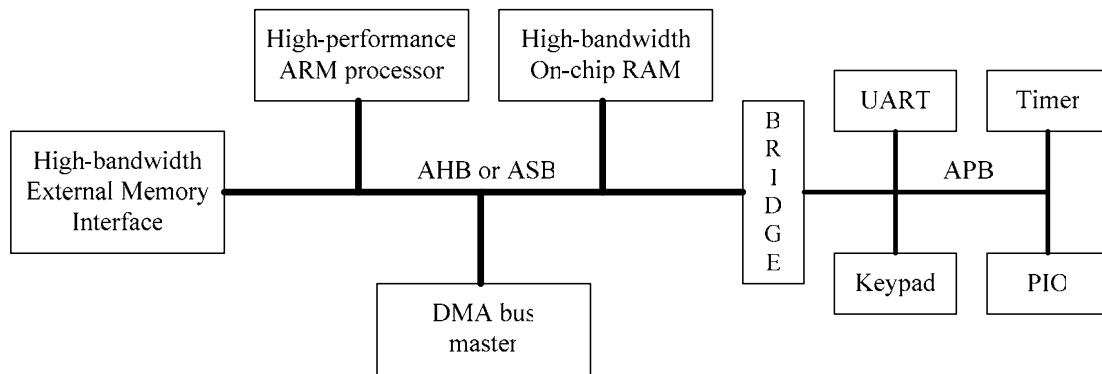 High-performance
ARM processor
High-bandwidth
On-chip RAM
High-bandwidth
External Memory
Interface
AHB or ASB
DMA bus
master
B
R
I
D
G
E
UART
Timer
APB
Keypad
PIO